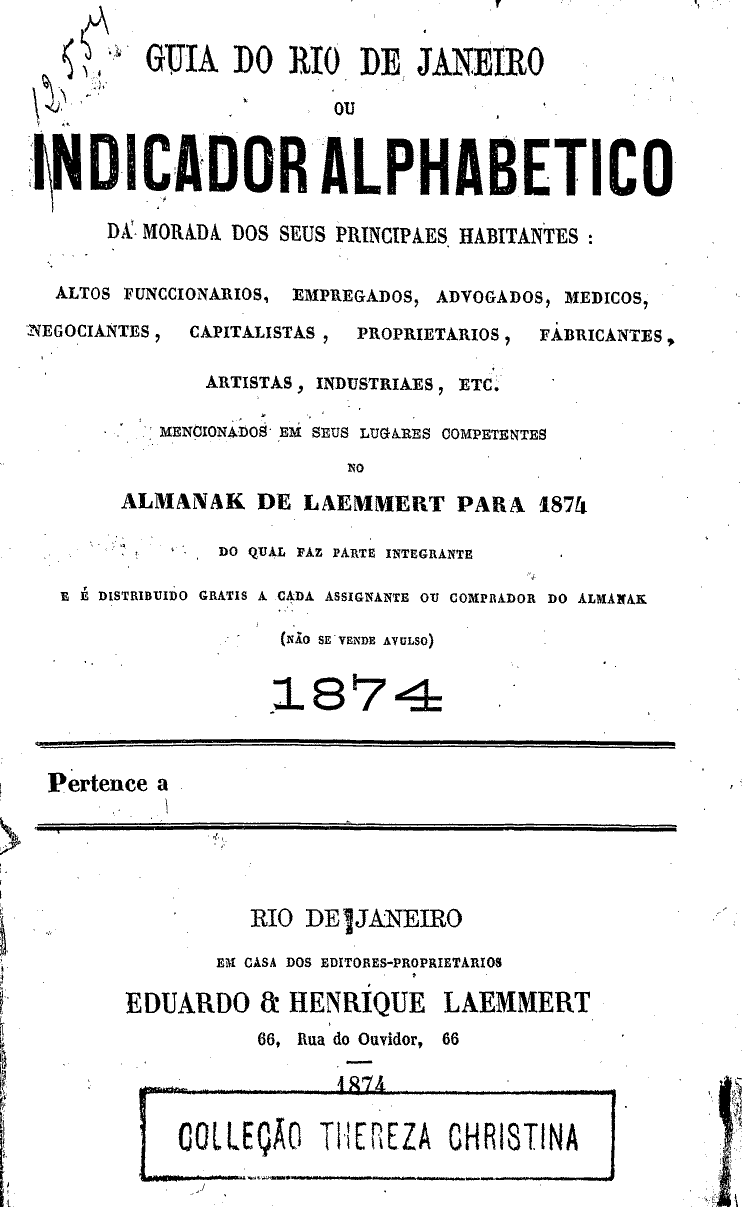 12,554
GUIA DO RIO DE JANEIRO
OU
INDICADOR ALPHABETICO
DA MORADA DOS SEUS PRINCIPAES HABITANTES :
ALTOS FUNCCIONARIOS, EMPREGADOS, ADVOGADOS, MEDICOS,
NEGOCIANTES, CAPITALISTAS, PROPRIETARIOS, FABRICANTES,
ARTISTAS, INDUSTRIAES, ETC.
MENCIONADOS EM SEUS LUGARES COMPETENTES
NO
ALMANAK DE LAEMMERT PARA 1874
DO QUAL FAZ PARTE INTEGRANTE
E É DISTRIBUIDO GRATIS A CADA ASSIGNANTE OU COMPRADOR DO ALMANAK
(NÃO SE VENDE AVULSO)
1874
Pertence a
RIO DE JANEIRO
EM CASA DOS EDITORES-PROPRIETARIOS
EDUARDO & HENRIQUE LAEMMERT
66, Rua do Ouvidor, 66
1874
COLLEÇÃO THEREZA CHRISTINA